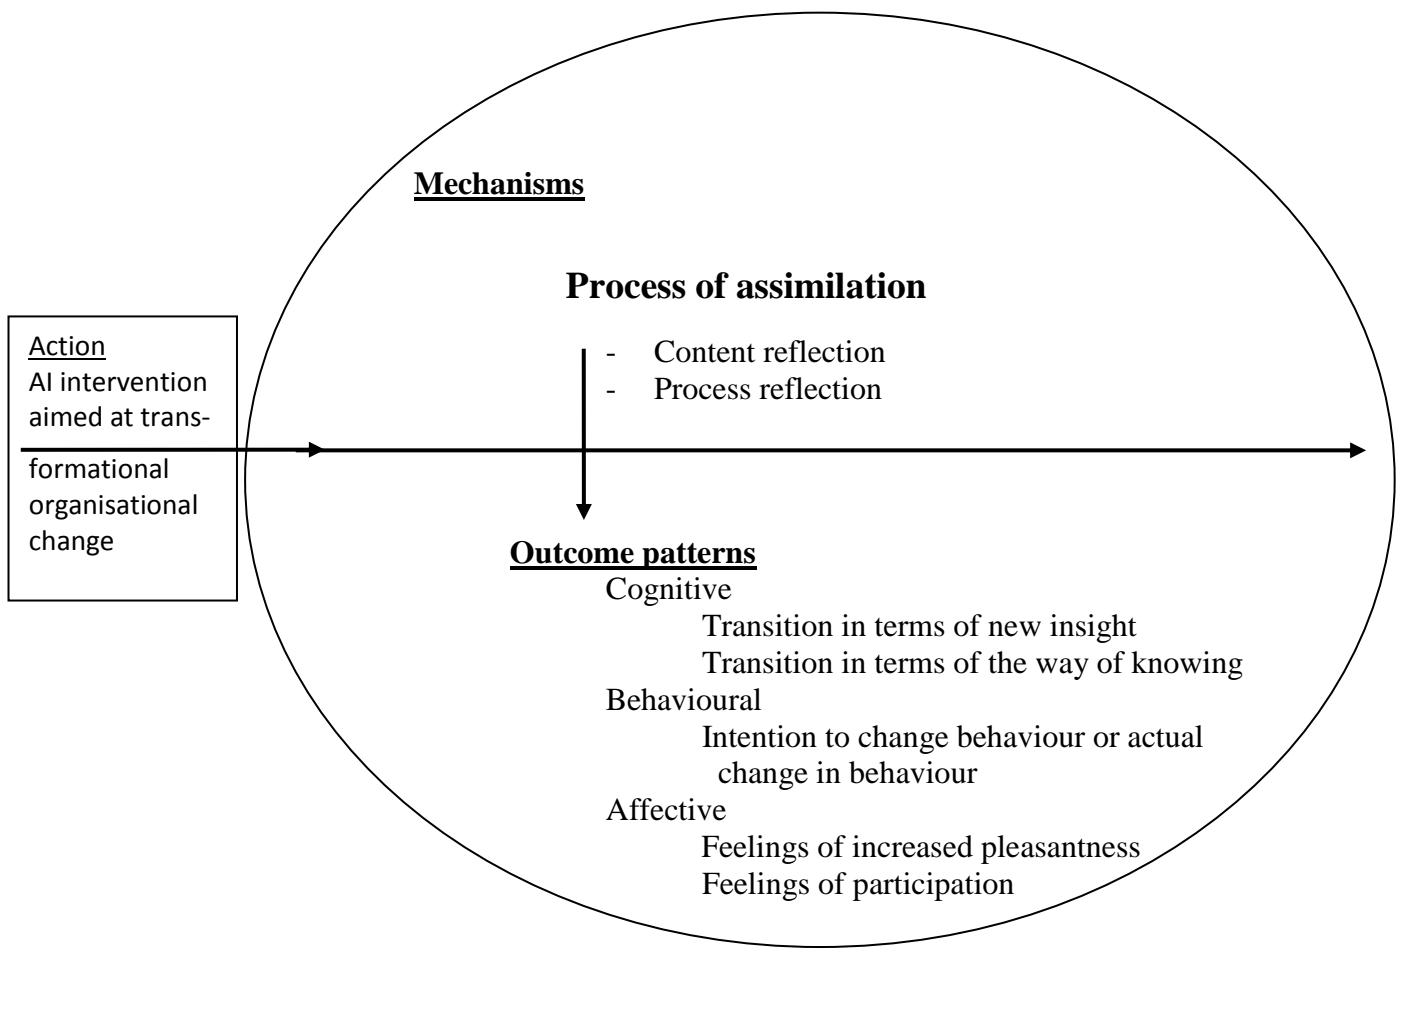 Mechanisms
Process of assimilation
- Content reflection
- Process reflection
Action
AI intervention
aimed at trans-
formational
organisational
change
Outcome patterns
Cognitive
Transition in terms of new insight
Transition in terms of the way of knowing
Behavioural
Intention to change behaviour or actual
change in behaviour
Affective
Feelings of increased pleasantness
Feelings of participation